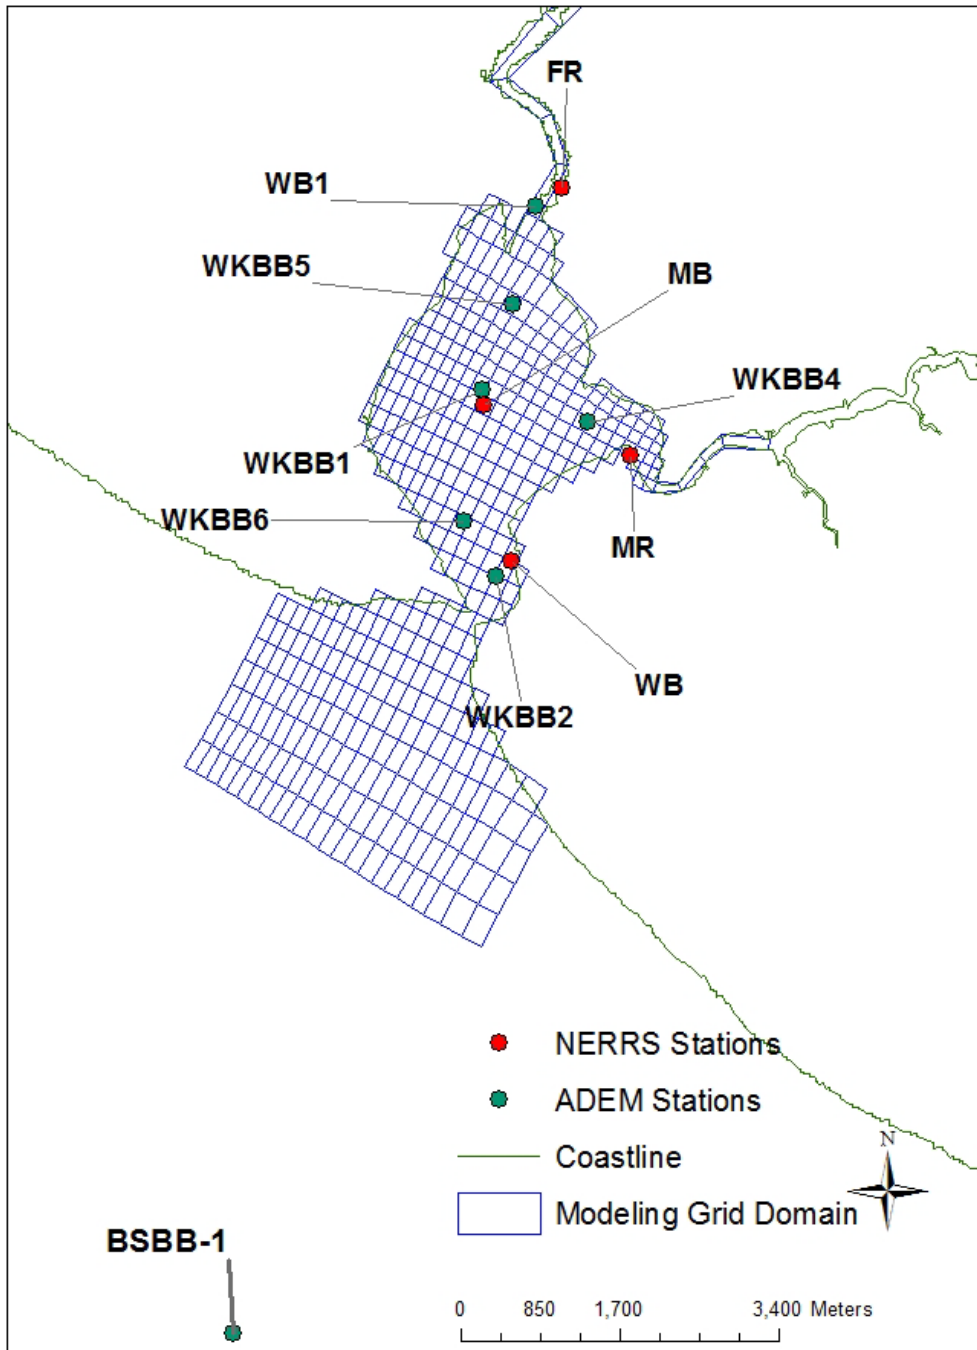 FR
WB1
WKBB5
MB
WKBB4
WKBB1
WKBB6
MR
WB
WKBB2
NERRS Stations
ADEM Stations
Coastline
N
Modeling Grid Domain
BSBB-1
0 850 1,700 3,400 Meters